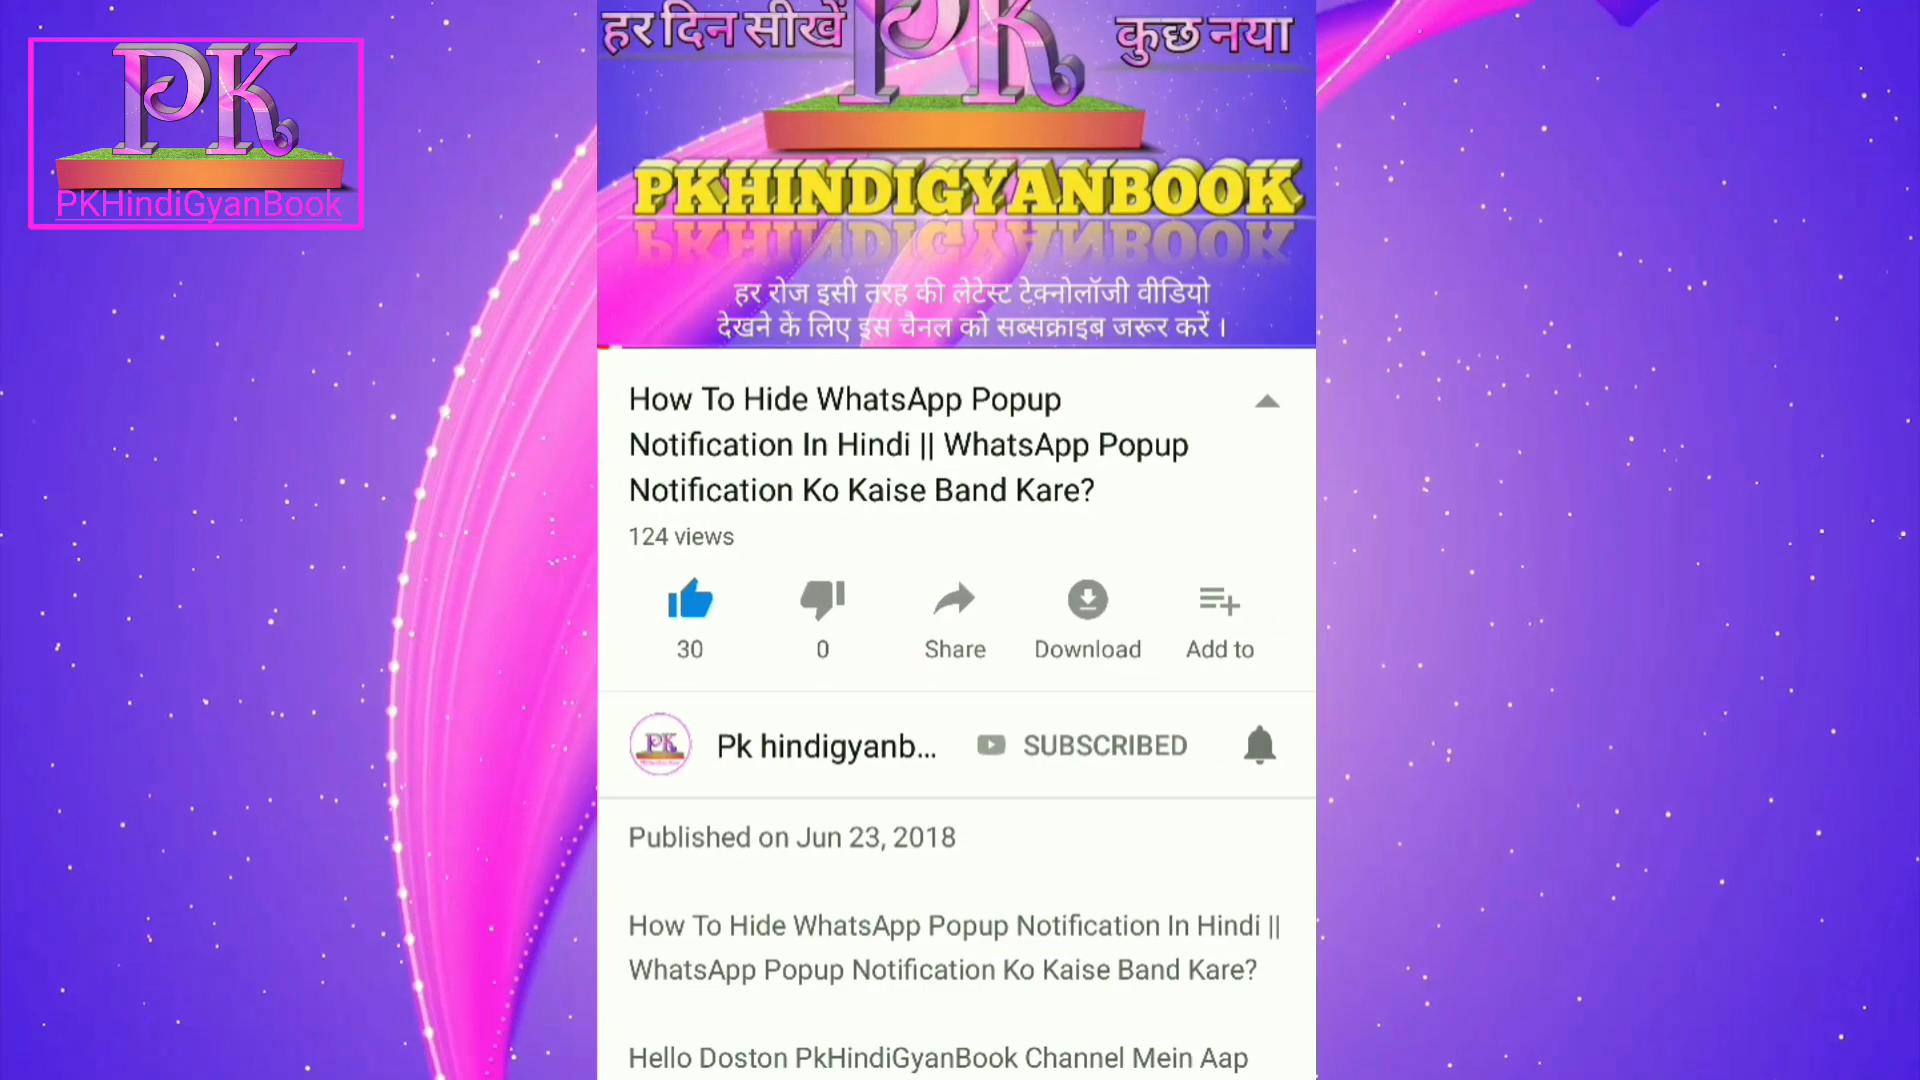 PK
PKHindiGyanBook
हर दिन सीखें
PK
कुछ नया
PKHINDIGYANBOOK
हर रोज इसी तरह की लेटेस्ट टेक्नोलॉजी वीडियो
देखने के लिए इस चैनल को सब्सक्राइब जरूर करें ।
How To Hide WhatsApp Popup
Notification In Hindi || WhatsApp Popup
Notification Ko Kaise Band Kare?
124 views
30
0
Share
Download
Add to
PK
Pk hindigyanb...
SUBSCRIBED
Published on Jun 23, 2018
How To Hide WhatsApp Popup Notification In Hindi ||
WhatsApp Popup Notification Ko Kaise Band Kare?
Hello Doston PkHindiGyanBook Channel Mein Aap